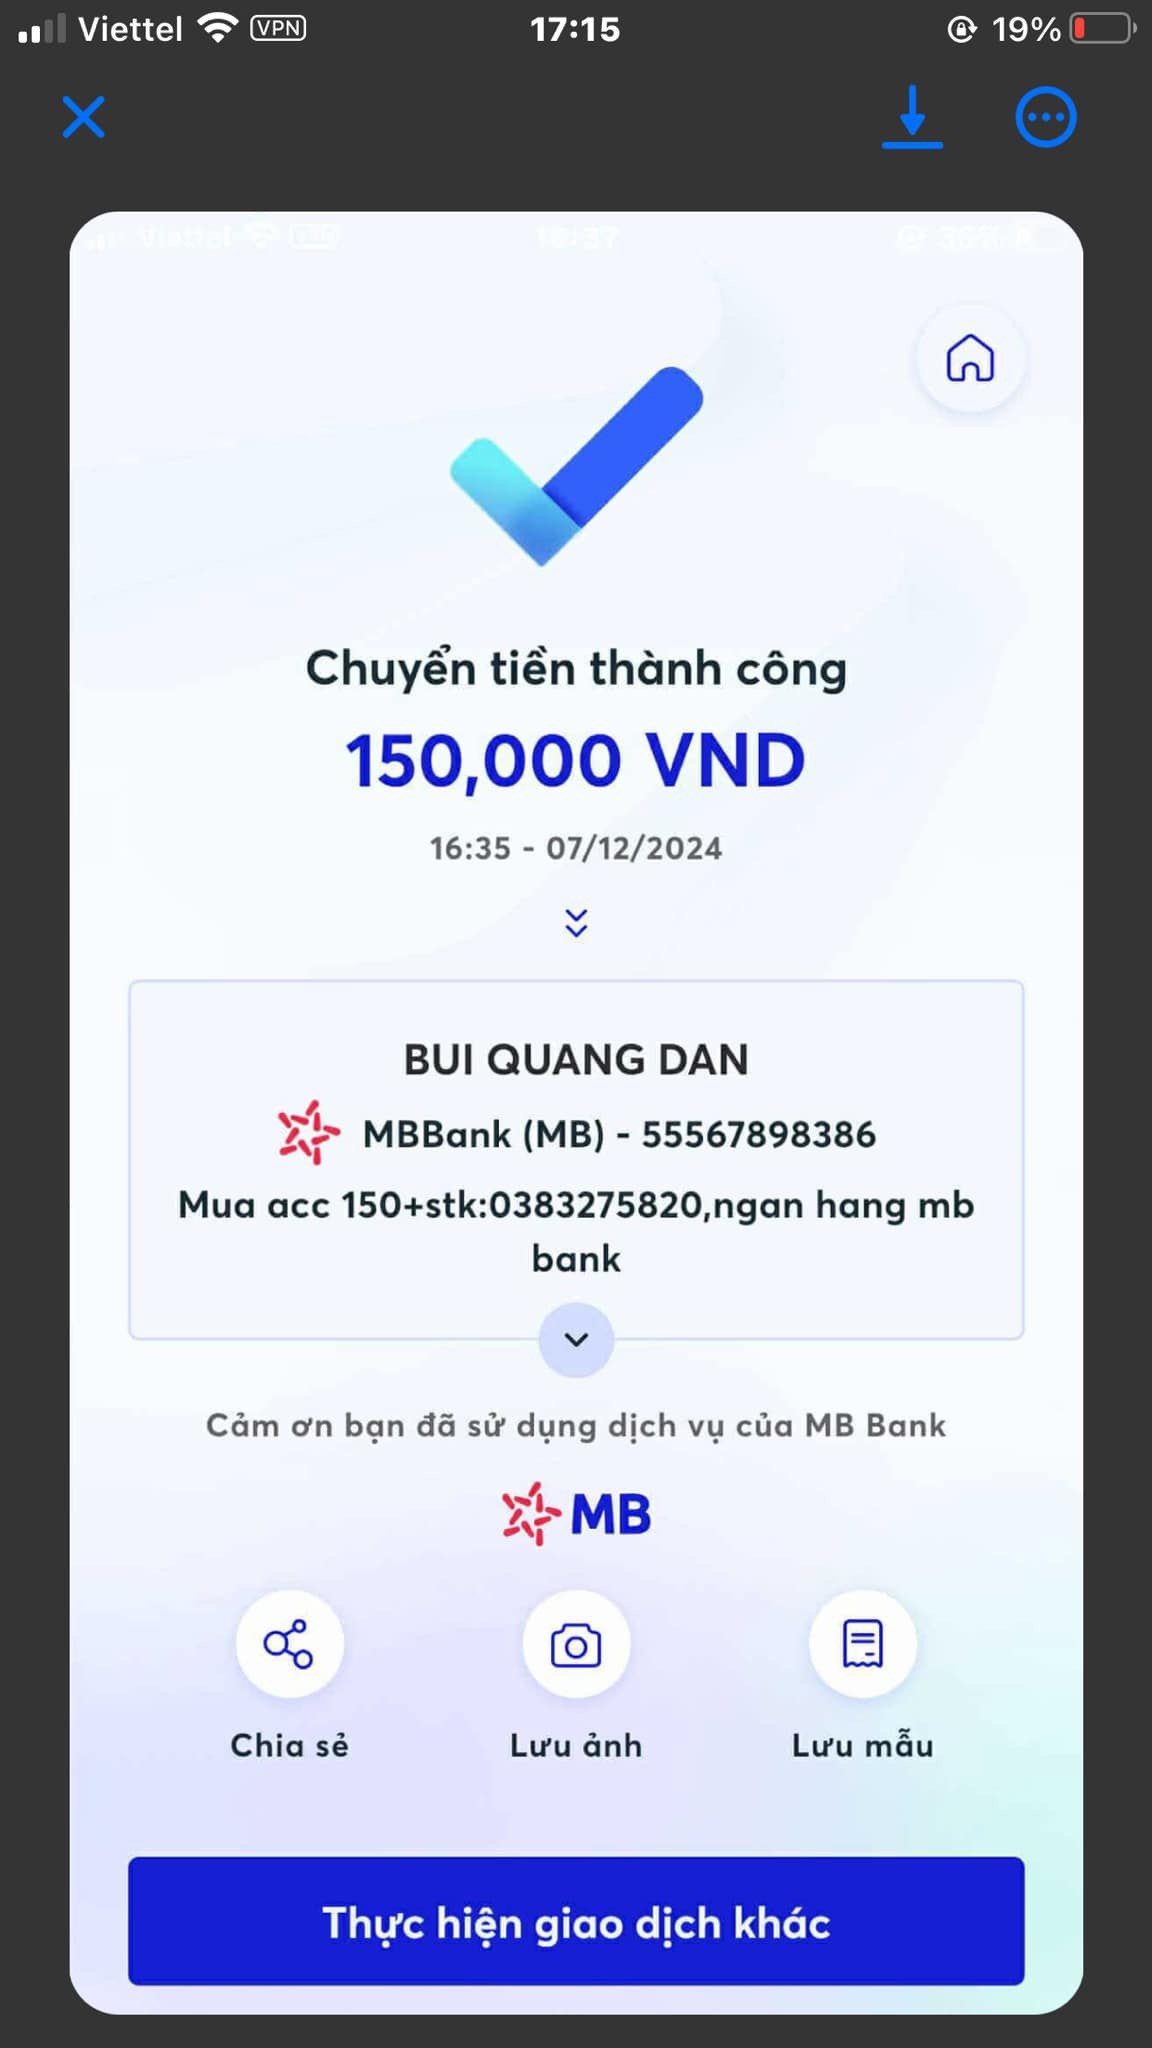 Viettel VPN 17:15 19%
Viettel
Chuyển tiền thành công
150,000 VND
16:35 - 07/12/2024
BUI QUANG DAN
MBBank (MB) - 55567898386
Mua acc 150+stk:0383275820,ngan hang mb
bank
Cảm ơn bạn đã sử dụng dịch vụ của MB Bank
MB
Chia sẻ Lưu ảnh Lưu mẫu
Thực hiện giao dịch khác